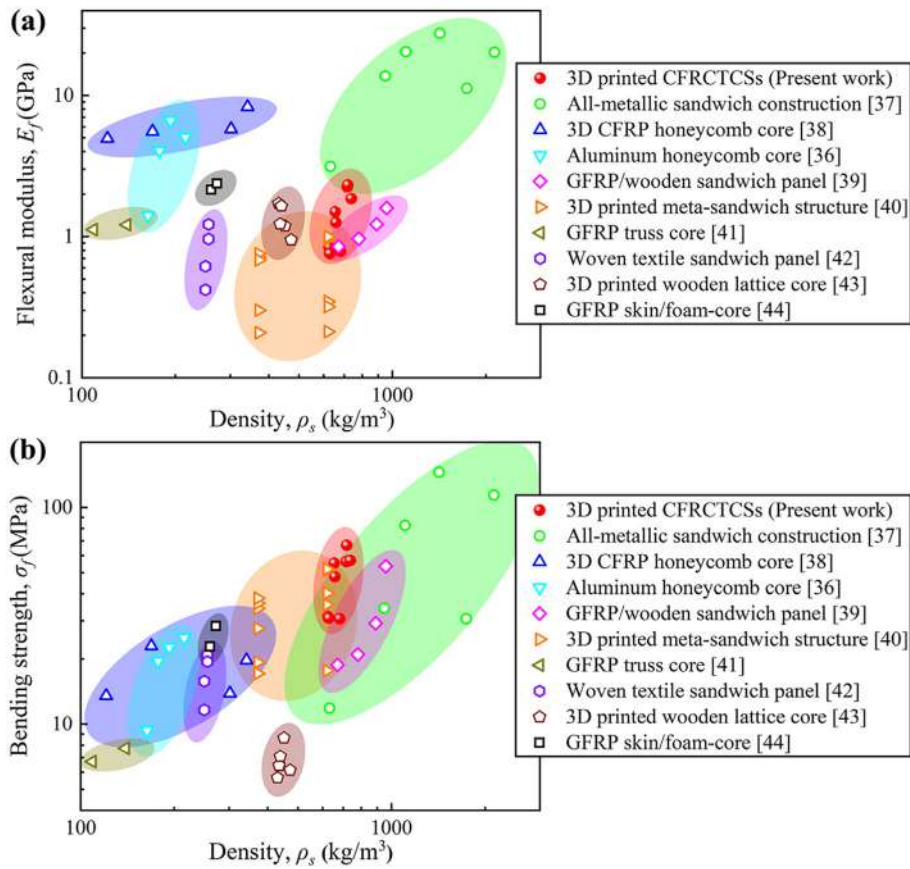 (a)
Flexural modulus, E_f (GPa)
10
1
0.1
100
1000
Density, ρ_s (kg/m³)
3D printed CFRCTCSs (Present work)
All-metallic sandwich construction [37]
3D CFRP honeycomb core [38]
Aluminum honeycomb core [36]
GFRP/wooden sandwich panel [39]
3D printed meta-sandwich structure [40]
GFRP truss core [41]
Woven textile sandwich panel [42]
3D printed wooden lattice core [43]
GFRP skin/foam-core [44]
(b)
Bending strength, σ_f (MPa)
100
10
100
1000
Density, ρ_s (kg/m³)
3D printed CFRCTCSs (Present work)
All-metallic sandwich construction [37]
3D CFRP honeycomb core [38]
Aluminum honeycomb core [36]
GFRP/wooden sandwich panel [39]
3D printed meta-sandwich structure [40]
GFRP truss core [41]
Woven textile sandwich panel [42]
3D printed wooden lattice core [43]
GFRP skin/foam-core [44]